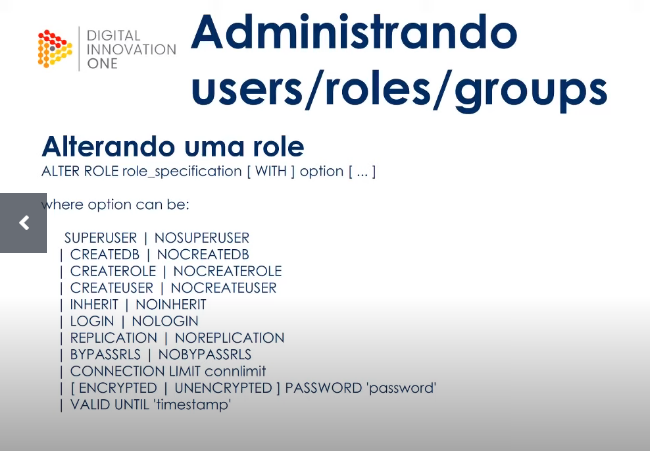 DIGITAL
INNOVATION
ONE
Administrando
users/roles/groups
Alterando uma role
ALTER ROLE role_specification [ WITH ] option [ ... ]
where option can be:
SUPERUSER | NOSUPERUSER
| CREATEDB | NOCREATEDB
| CREATEROLE | NOCREATEROLE
| CREATEUSER | NOCREATEUSER
| INHERIT | NOINHERIT
| LOGIN | NOLOGIN
| REPLICATION | NOREPLICATION
| BYPASSRLS | NOBYPASSRLS
| CONNECTION LIMIT connlimit
| [ ENCRYPTED | UNENCRYPTED ] PASSWORD 'password'
| VALID UNTIL 'timestamp'